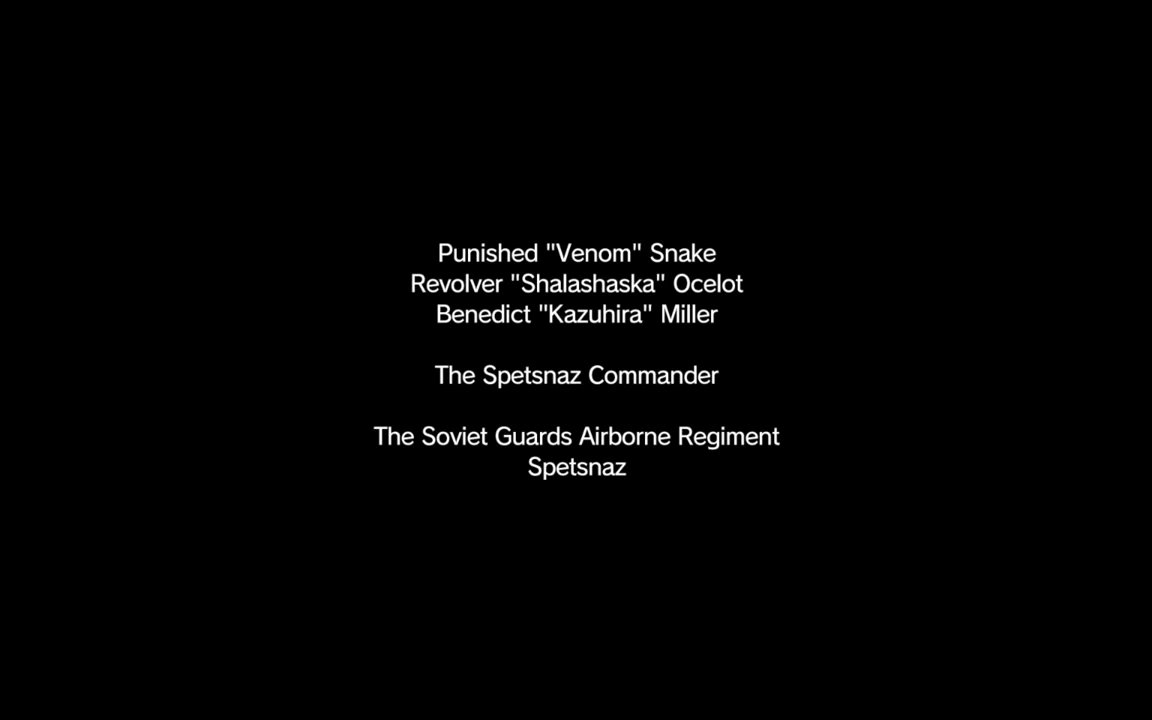 Punished "Venom" Snake
Revolver "Shalashaska" Ocelot
Benedict "Kazuhira" Miller
The Spetsnaz Commander
The Soviet Guards Airborne Regiment
Spetsnaz